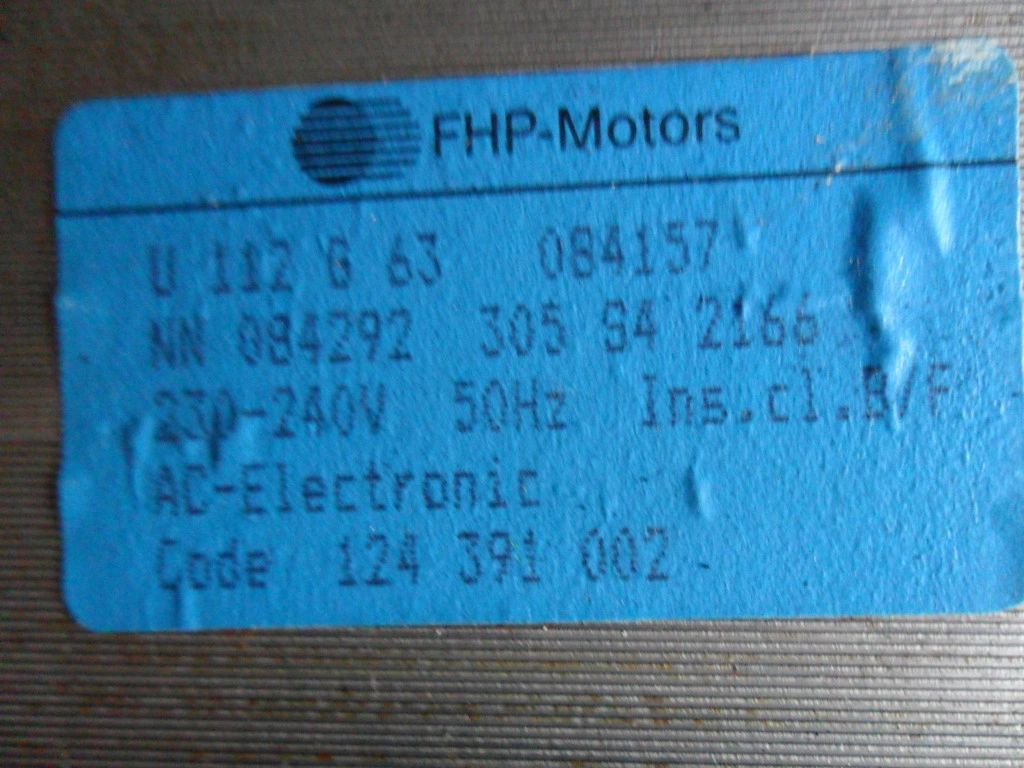 FHP-Motors
U 112 G 63 084157
NN 084292 305 S4 2166
230-240V 50Hz Ins.cl.B/F
AC-Electronic
Code 124 391 002